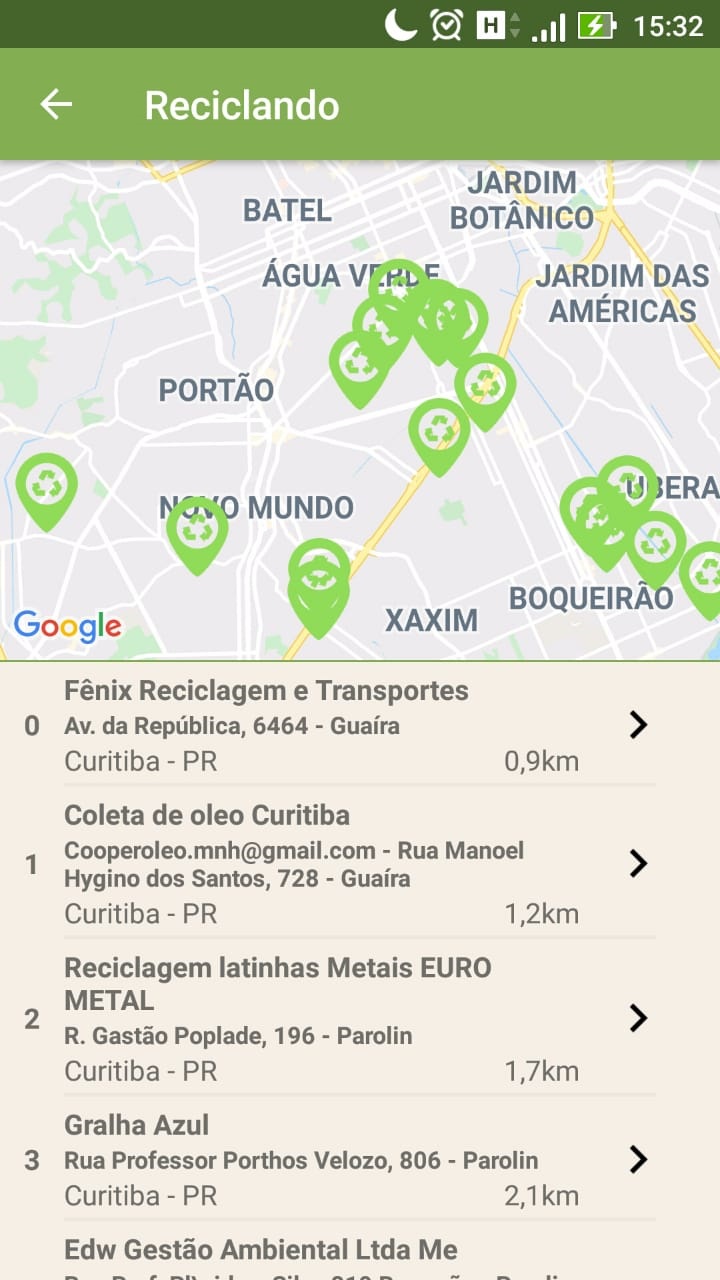 H 15:32
Reciclando
JARDIM
BOTÂNICO
BATEL
ÁGUA VERDE
JARDIM DAS
AMÉRICAS
PORTÃO
NOVO MUNDO
UBERA
BOQUEIRÃO
XAXIM
Google
Fênix Reciclagem e Transportes
0 Av. da República, 6464 - Guaíra
Curitiba - PR 0,9km
Coleta de oleo Curitiba
1 Cooperoleo.mnh@gmail.com - Rua Manoel
Hygino dos Santos, 728 - Guaíra
Curitiba - PR 1,2km
Reciclagem latinhas Metais EURO
METAL
2 R. Gastão Poplade, 196 - Parolin
Curitiba - PR 1,7km
Gralha Azul
3 Rua Professor Porthos Velozo, 806 - Parolin
Curitiba - PR 2,1km
Edw Gestão Ambiental Ltda Me